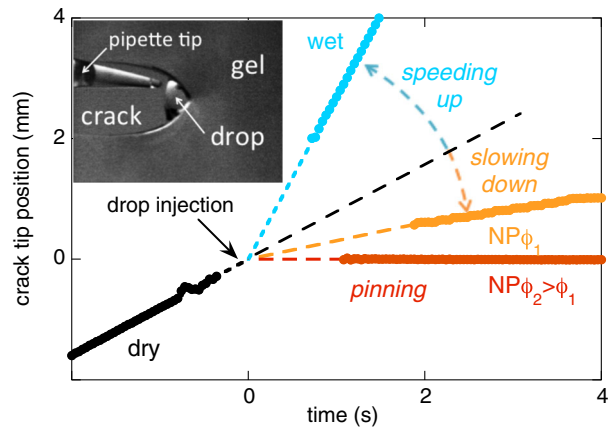 4
2
0
crack tip position (mm)
pipette tip
gel
crack
drop
wet
speeding
up
slowing
down
drop injection
NPϕ₁
pinning
NPϕ₂>ϕ₁
dry
0
2
4
time (s)